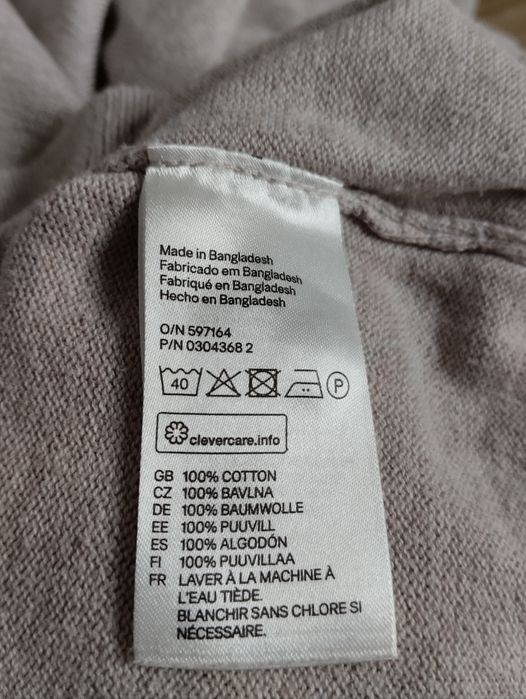 Made in Bangladesh
Fabricado em Bangladesh
Fabriqué en Bangladesh
Hecho en Bangladesh
O/N 597164
P/N 0304368 2
40
P
clevercare.info
GB 100% COTTON
CZ 100% BAVLNA
DE 100% BAUMWOLLE
EE 100% PUUVILL
ES 100% ALGODÓN
FI 100% PUUVILLAA
FR LAVER À LA MACHINE À
L'EAU TIÈDE.
BLANCHIR SANS CHLORE SI
NÉCESSAIRE.